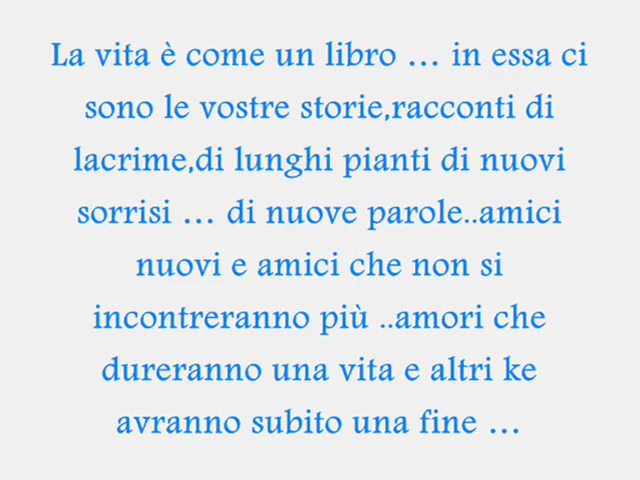 La vita è come un libro … in essa ci
sono le vostre storie,racconti di
lacrime,di lunghi pianti di nuovi
sorrisi … di nuove parole..amici
nuovi e amici che non si
incontreranno più ..amori che
dureranno una vita e altri ke
avranno subito una fine …